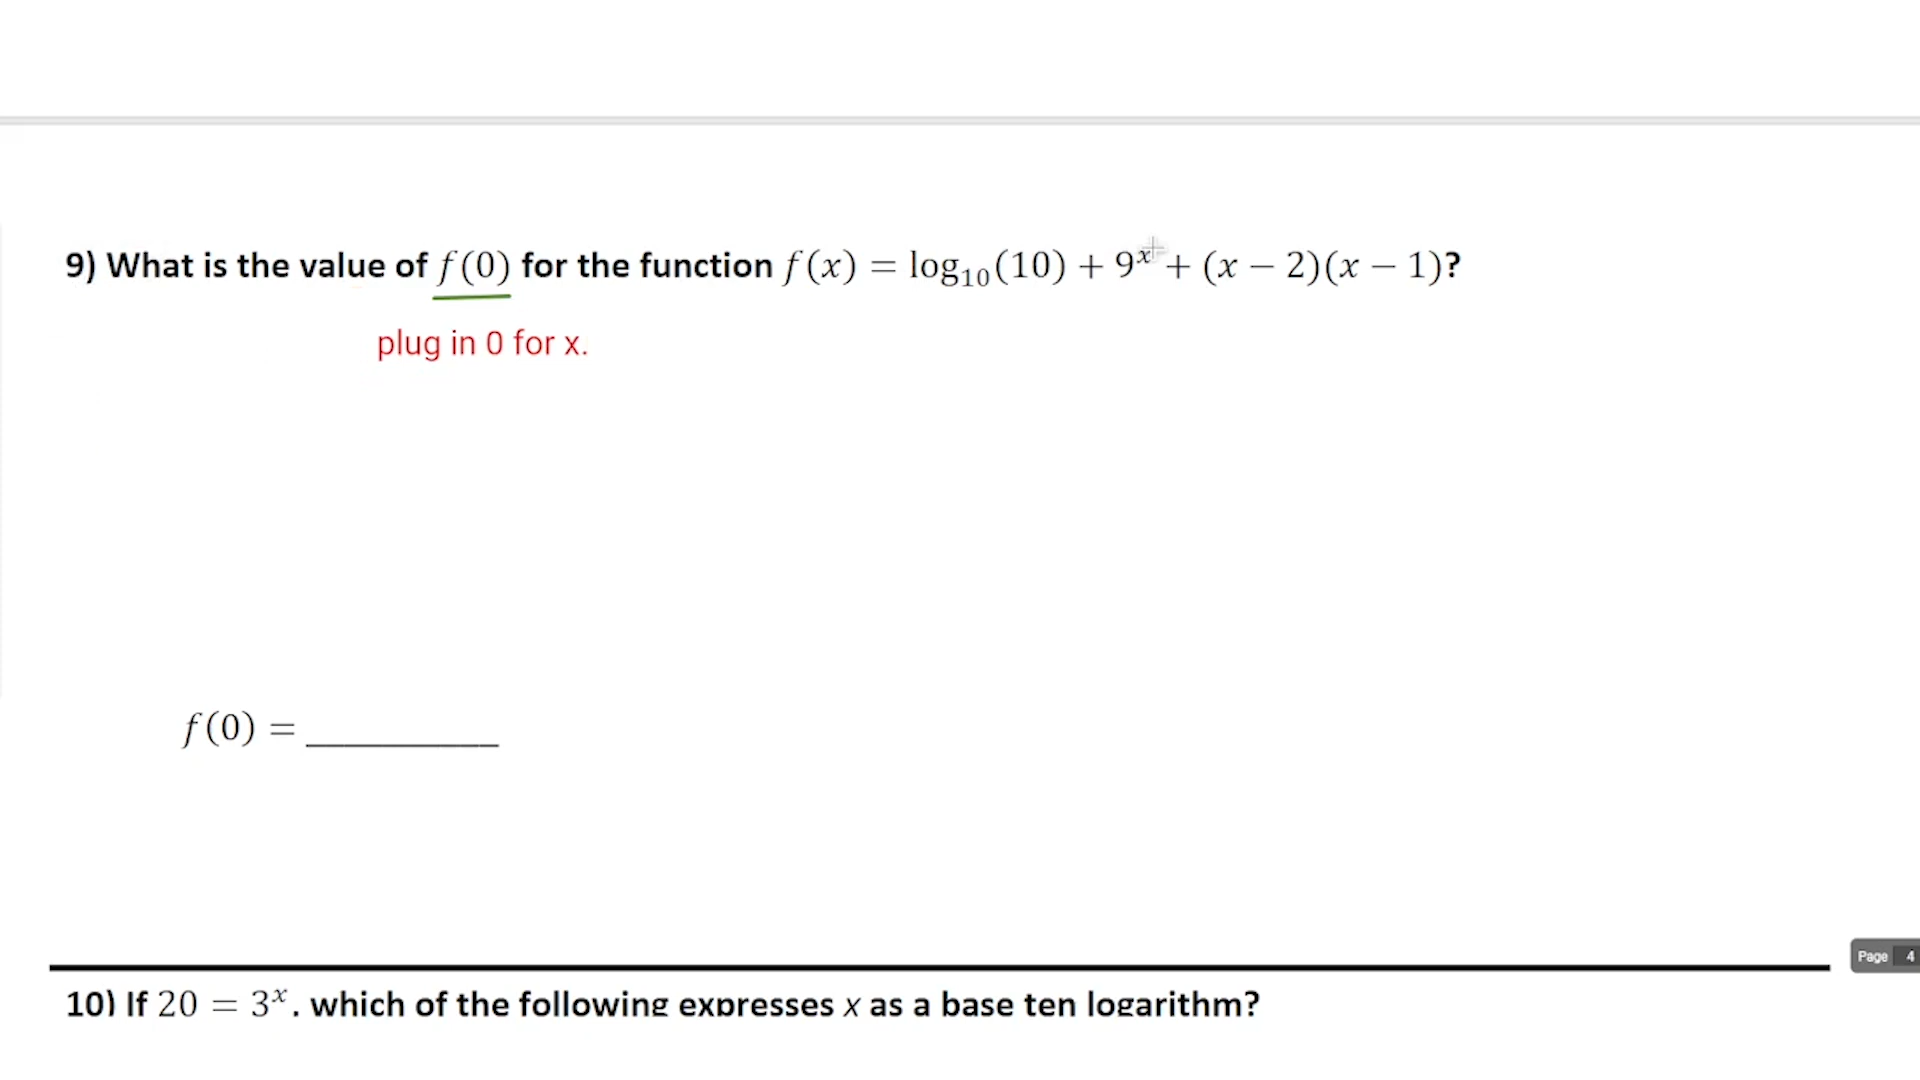 9) What is the value of f(0) for the function f(x) = log₁₀(10) + 9ˣ + (x − 2)(x − 1)?
plug in 0 for x.
f(0) = __________
Page 4
10) If 20 = 3ˣ, which of the following expresses x as a base ten logarithm?